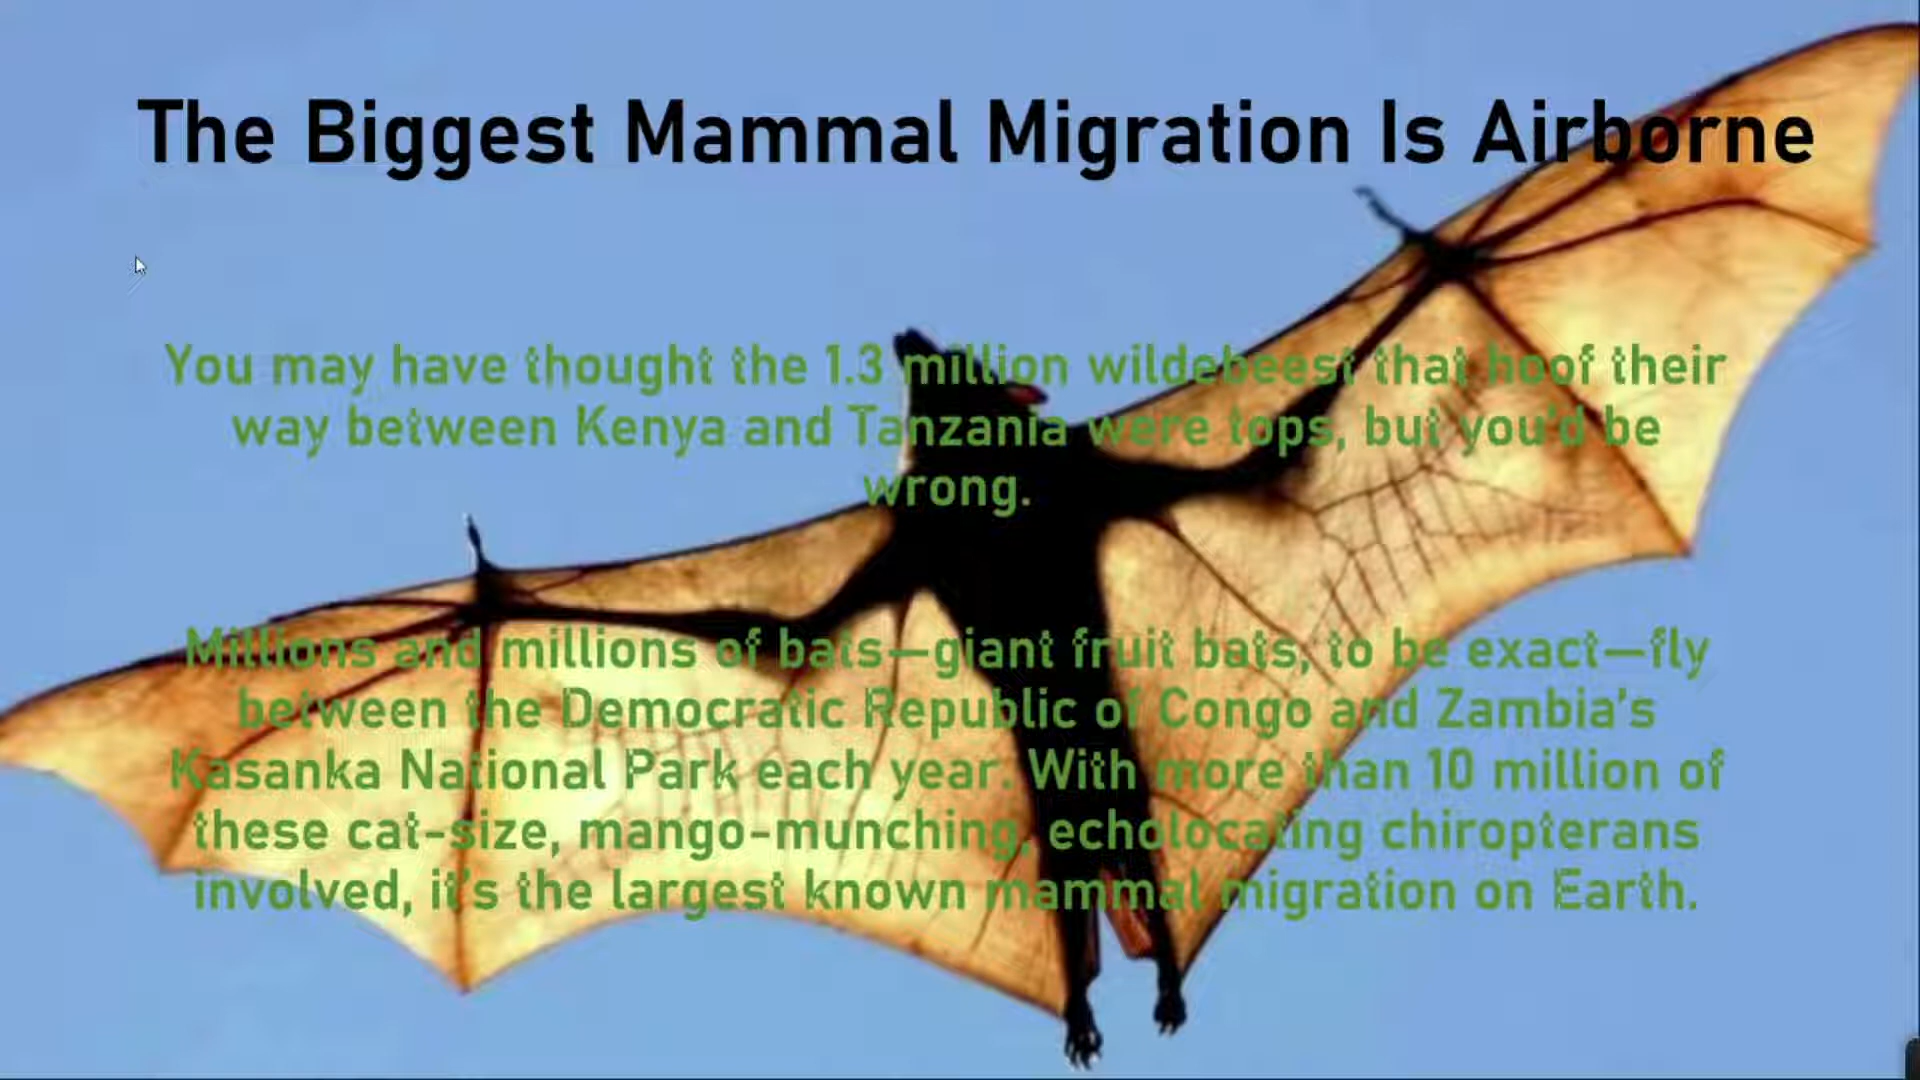 The Biggest Mammal Migration Is Airborne
You may have thought the 1.3 million wildebeest that hoof their
way between Kenya and Tanzania were tops, but you'd be
wrong.
Millions and millions of bats—giant fruit bats, to be exact—fly
between the Democratic Republic of Congo and Zambia’s
Kasanka National Park each year. With more than 10 million of
these cat-size, mango-munching, echolocating chiropterans
involved, it’s the largest known mammal migration on Earth.